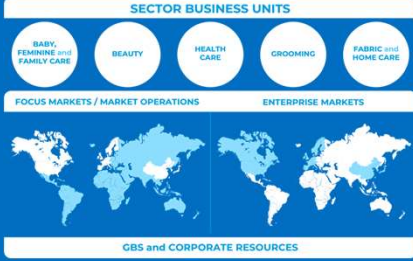 SECTOR BUSINESS UNITS
BABY,
FEMININE and
FAMILY CARE
BEAUTY
HEALTH
CARE
GROOMING
FABRIC and
HOME CARE
FOCUS MARKETS / MARKET OPERATIONS
ENTERPRISE MARKETS
GBS and CORPORATE RESOURCES